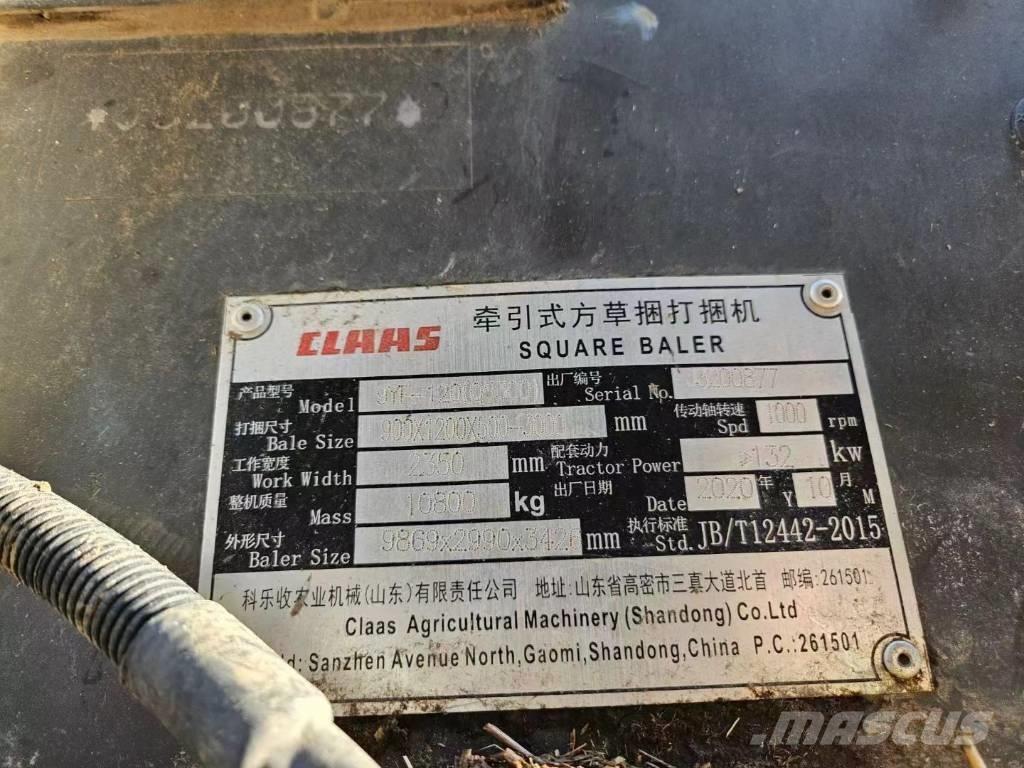 CLAAS 牵引式方草捆打捆机
SQUARE BALER
产品型号 Model 出厂编号 Serial No. 3200877
打捆尺寸 Bale Size mm 传动轴转速 Spd 1000 rpm
工作宽度 Work Width 2350 mm 配套动力 Tractor Power ≥132 kw
整机质量 Mass 10800 kg 出厂日期 Date 2020 年 Y 10 月 M
外形尺寸 Baler Size mm 执行标准 Std. JB/T12442-2015
科乐收农业机械(山东)有限责任公司 地址:山东省高密市三真大道北首 邮编:261501
Claas Agricultural Machinery (Shandong) Co.Ltd
Sanzhen Avenue North,Gaomi,Shandong,China P.C.:261501
MASCUS